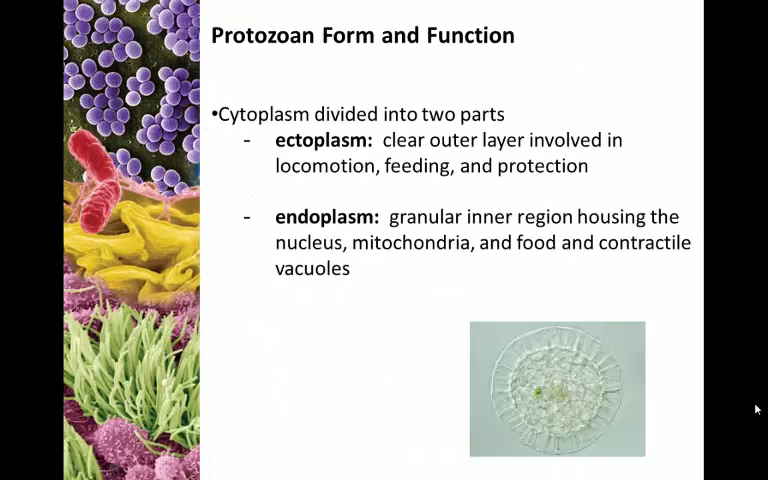 Protozoan Form and Function
•Cytoplasm divided into two parts
- ectoplasm: clear outer layer involved in
locomotion, feeding, and protection
- endoplasm: granular inner region housing the
nucleus, mitochondria, and food and contractile
vacuoles